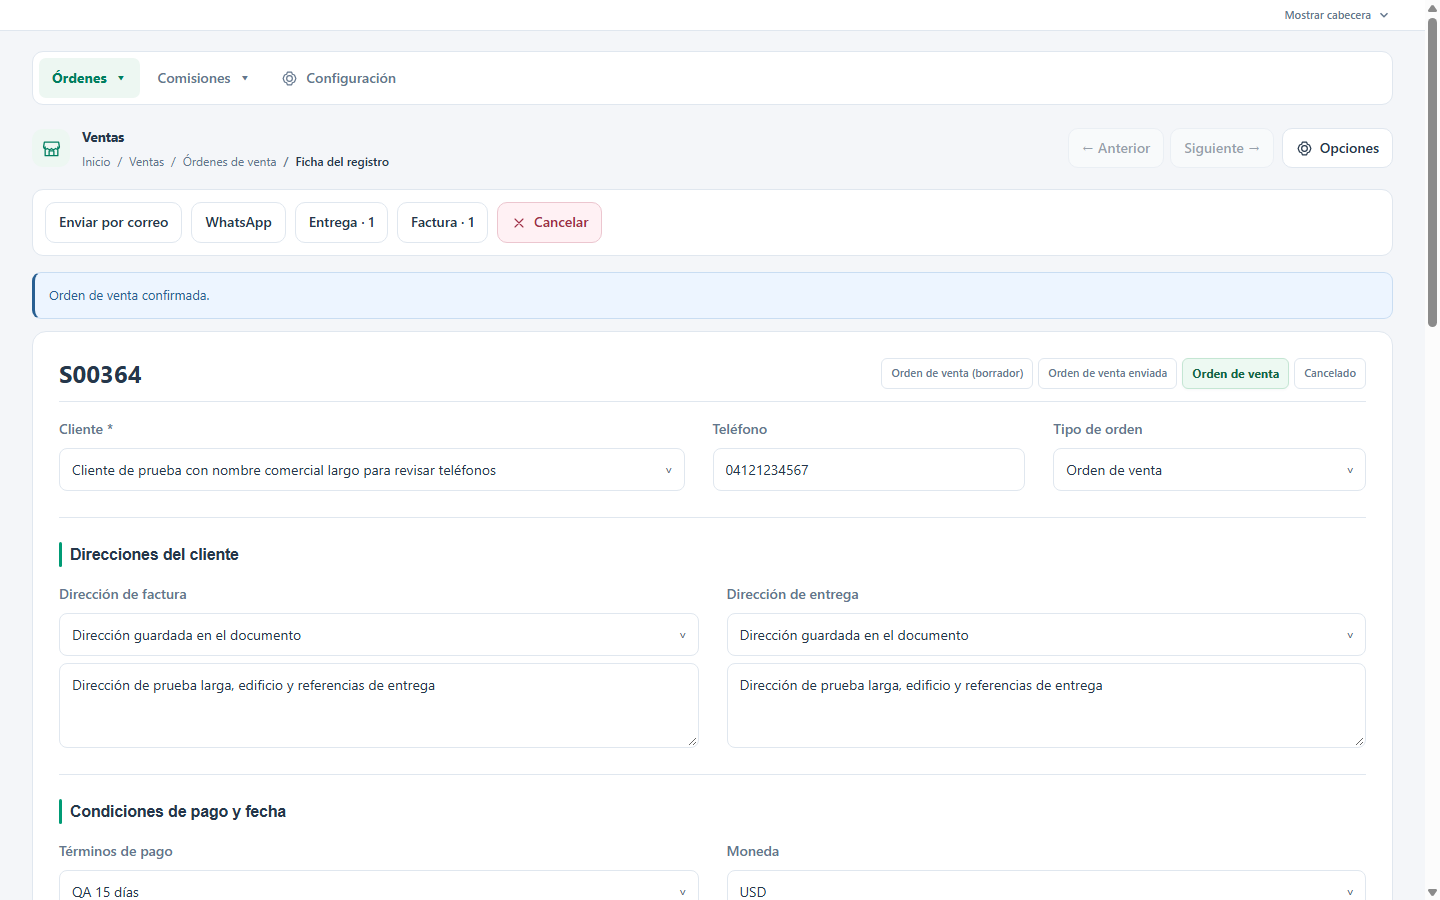 Mostrar cabecera
Órdenes
Comisiones
Configuración
Ventas
Inicio / Ventas / Órdenes de venta / Ficha del registro
← Anterior
Siguiente →
Opciones
Enviar por correo
WhatsApp
Entrega · 1
Factura · 1
Cancelar
Orden de venta confirmada.
S00364
Orden de venta (borrador)
Orden de venta enviada
Orden de venta
Cancelado
Cliente *
Teléfono
Tipo de orden
Cliente de prueba con nombre comercial largo para revisar teléfonos
04121234567
Orden de venta
Direcciones del cliente
Dirección de factura
Dirección de entrega
Dirección guardada en el documento
Dirección guardada en el documento
Dirección de prueba larga, edificio y referencias de entrega
Dirección de prueba larga, edificio y referencias de entrega
Condiciones de pago y fecha
Términos de pago
Moneda
QA 15 días
USD